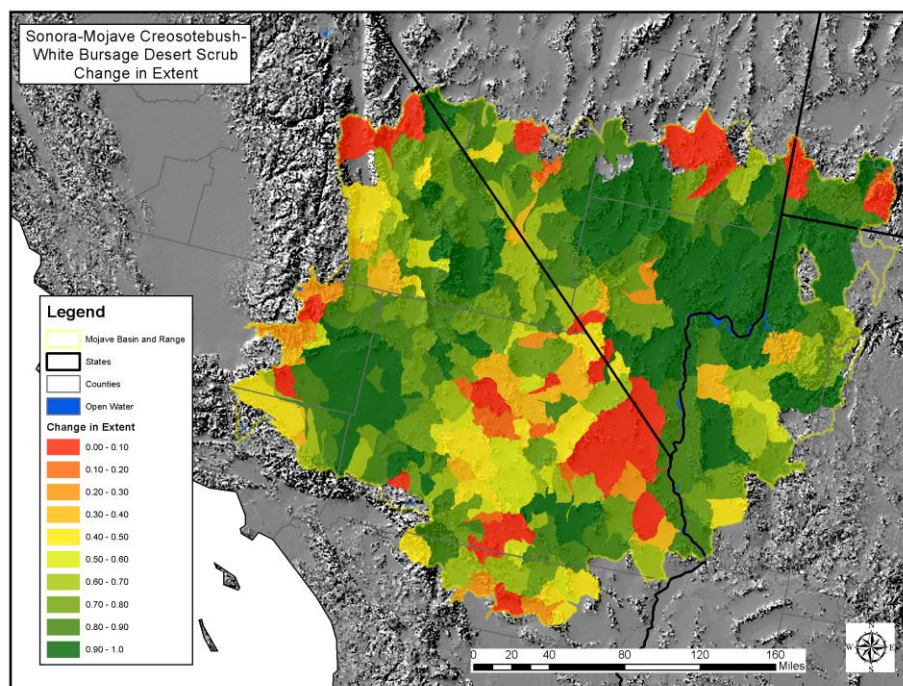 Sonora-Mojave Creosotebush-
White Bursage Desert Scrub
Change in Extent
Legend
Mojave Basin and Range
States
Counties
Open Water
Change in Extent
0.00 - 0.10
0.10 - 0.20
0.20 - 0.30
0.30 - 0.40
0.40 - 0.50
0.50 - 0.60
0.60 - 0.70
0.70 - 0.80
0.80 - 0.90
0.90 - 1.0
0 20 40 80 120 160
Miles
N
W E
S